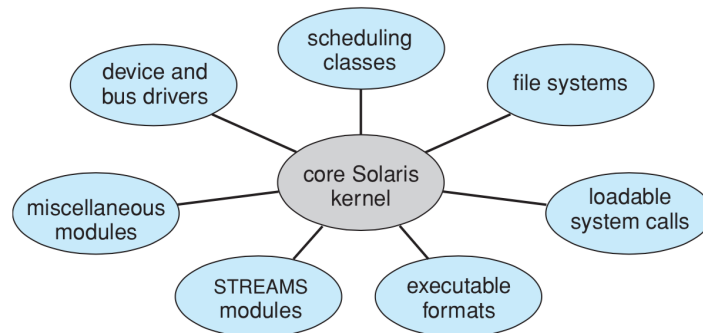 scheduling
classes
device and
bus drivers
file systems
core Solaris
kernel
miscellaneous
modules
loadable
system calls
STREAMS
modules
executable
formats